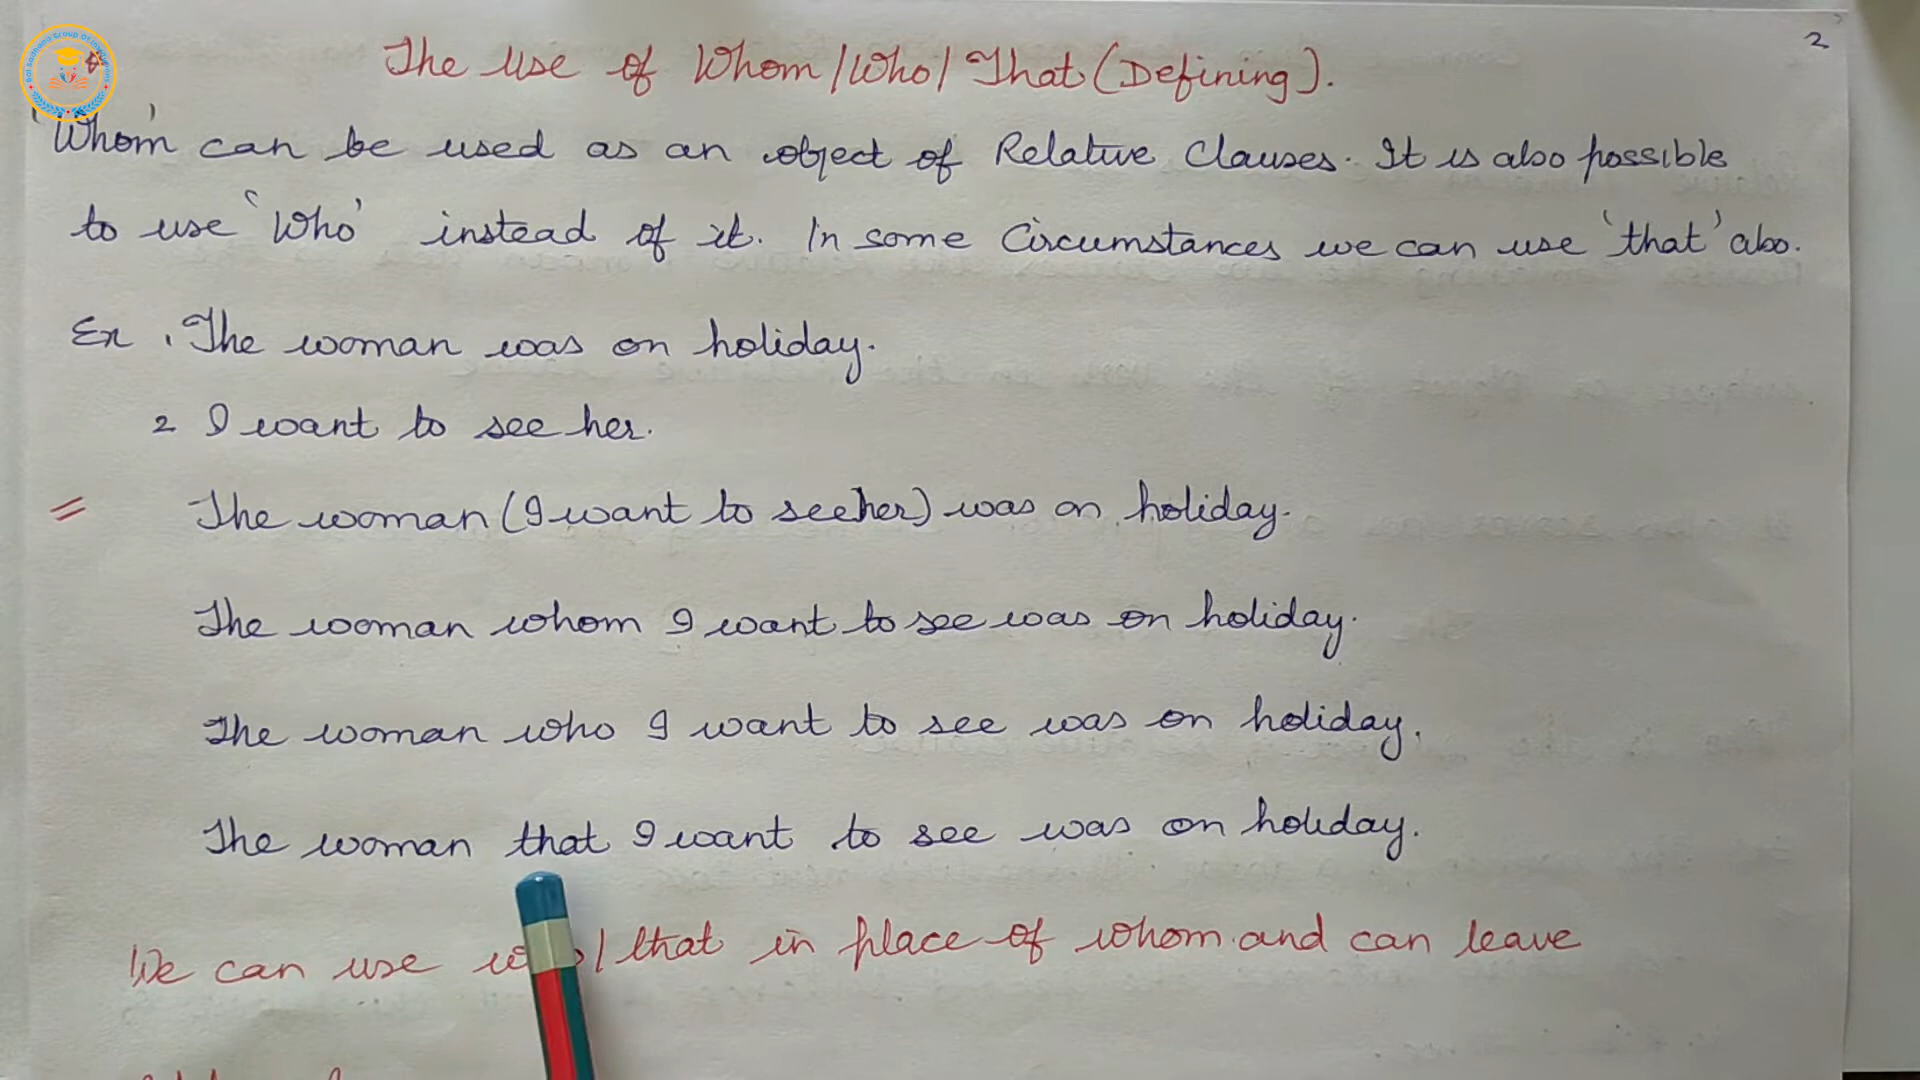 2
The Use of Whom/Who/That (Defining).
'Whom' can be used as an object of Relative Clauses. It is also possible
to use 'Who' instead of it. In some Circumstances we can use 'that' also.
Ex 1. The woman was on holiday.
2 I want to see her.
= The woman (I want to see her) was on holiday.
The woman whom I want to see was on holiday.
The woman who I want to see was on holiday.
The woman that I want to see was on holiday.
We can use / that in place of whom and can leave